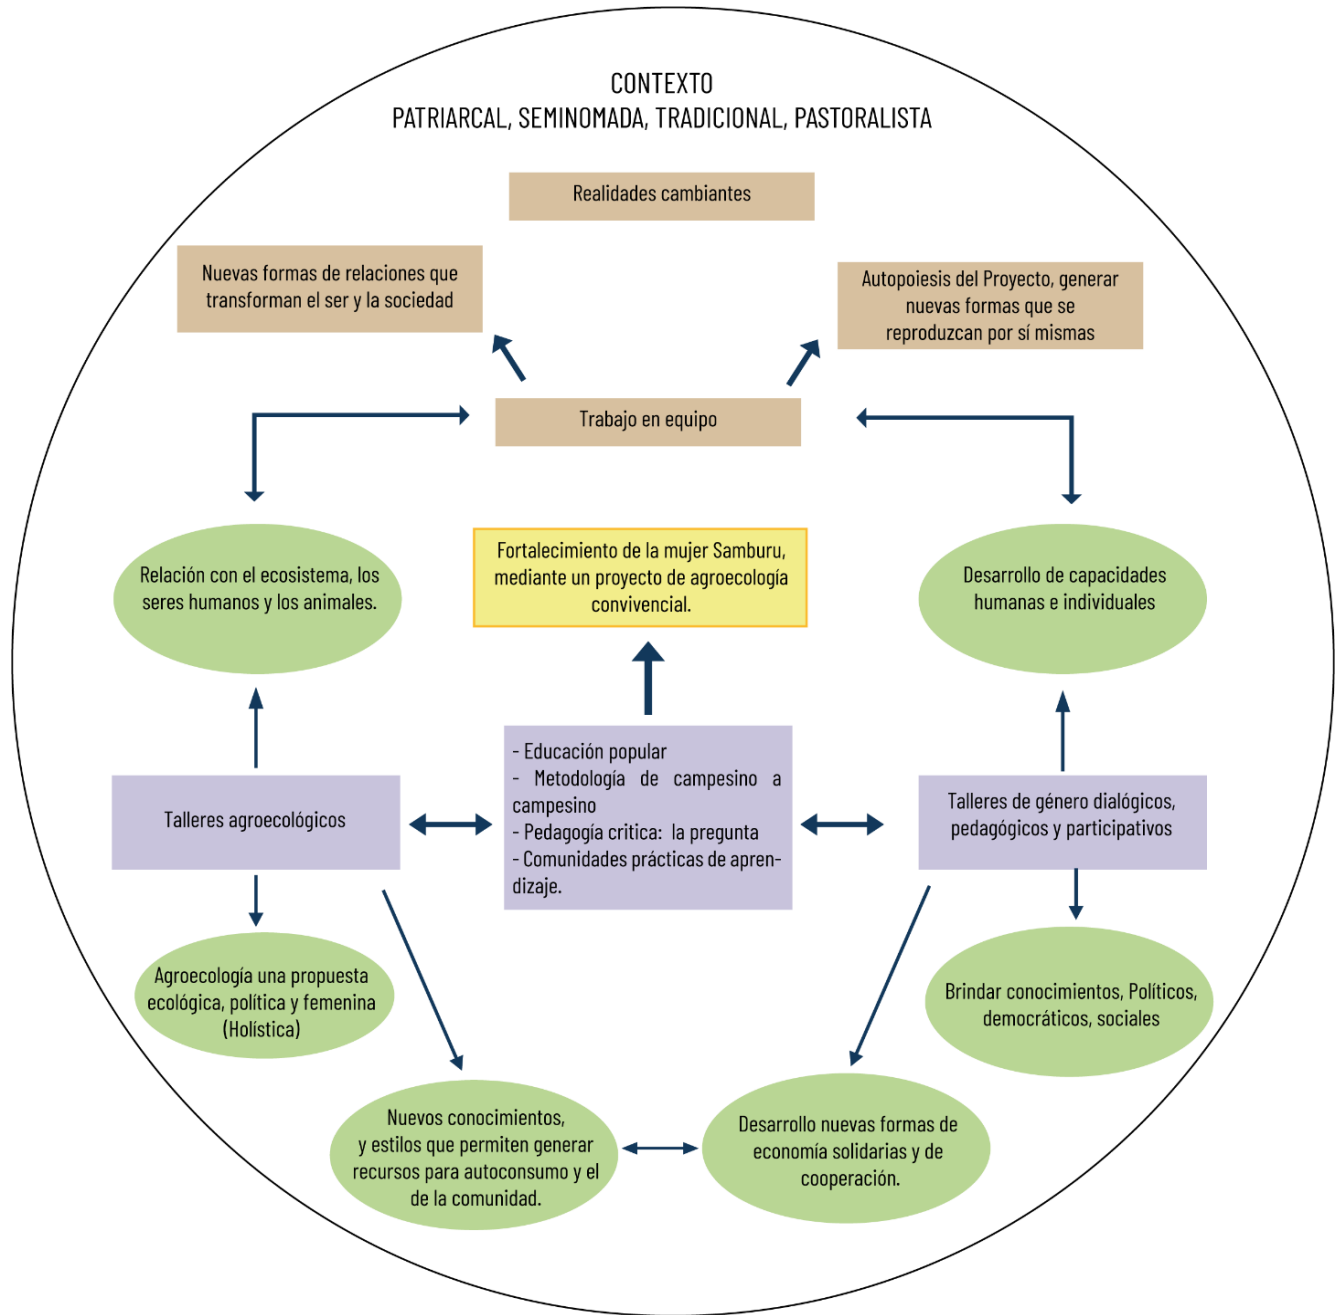 CONTEXTO
PATRIARCAL, SEMINOMADA, TRADICIONAL, PASTORALISTA
Realidades cambiantes
Nuevas formas de relaciones que
transforman el ser y la sociedad
Autopoiesis del Proyecto, generar
nuevas formas que se
reproduzcan por sí mismas
Trabajo en equipo
Relación con el ecosistema, los
seres humanos y los animales.
Fortalecimiento de la mujer Samburu,
mediante un proyecto de agroecología
convivencial.
Desarrollo de capacidades
humanas e individuales
Talleres agroecológicos
- Educación popular
- Metodología de campesino a
campesino
- Pedagogía critica: la pregunta
- Comunidades prácticas de apren-
dizaje.
Talleres de género dialógicos,
pedagógicos y participativos
Agroecología una propuesta
ecológica, política y femenina
(Holística)
Brindar conocimientos, Políticos,
democráticos, sociales
Nuevos conocimientos,
y estilos que permiten generar
recursos para autoconsumo y el
de la comunidad.
Desarrollo nuevas formas de
economía solidarias y de
cooperación.